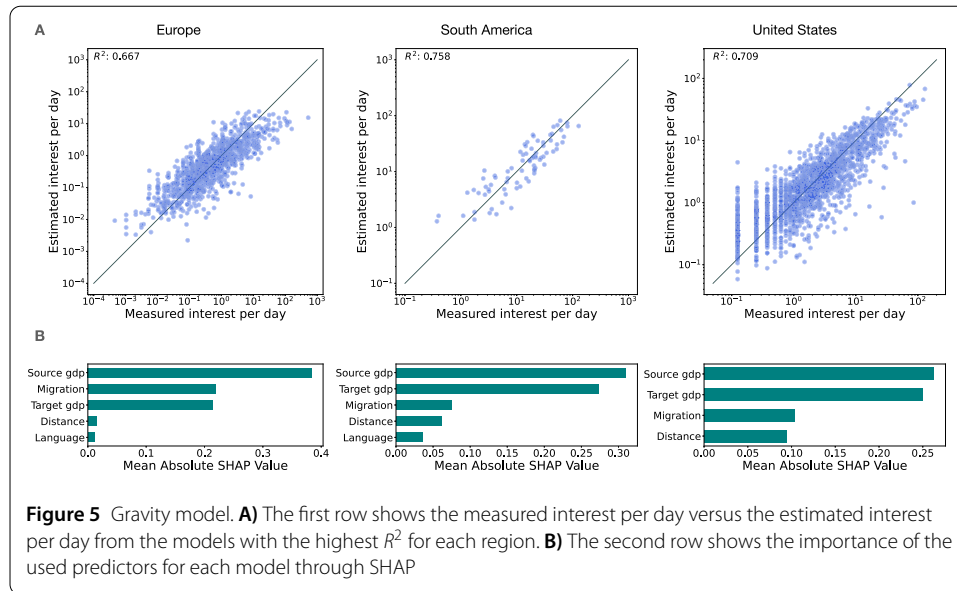 A
Europe
South America
United States
R²: 0.667
R²: 0.758
R²: 0.709
Estimated interest per day
10³
10²
10¹
10⁰
10⁻¹
10⁻²
10⁻³
10⁻⁴
10⁻⁴ 10⁻³ 10⁻² 10⁻¹ 10⁰ 10¹ 10² 10³
Measured interest per day
Estimated interest per day
10³
10²
10¹
10⁰
10⁻¹
10⁻¹ 10⁰ 10¹ 10² 10³
Measured interest per day
Estimated interest per day
10²
10¹
10⁰
10⁻¹
10⁻¹ 10⁰ 10¹ 10²
Measured interest per day
B
Source gdp
Migration
Target gdp
Distance
Language
0.0 0.1 0.2 0.3 0.4
Mean Absolute SHAP Value
Source gdp
Target gdp
Migration
Distance
Language
0.00 0.05 0.10 0.15 0.20 0.25 0.30
Mean Absolute SHAP Value
Source gdp
Target gdp
Migration
Distance
0.00 0.05 0.10 0.15 0.20 0.25
Mean Absolute SHAP Value
Figure 5 Gravity model. A) The first row shows the measured interest per day versus the estimated interest
per day from the models with the highest R² for each region. B) The second row shows the importance of the
used predictors for each model through SHAP